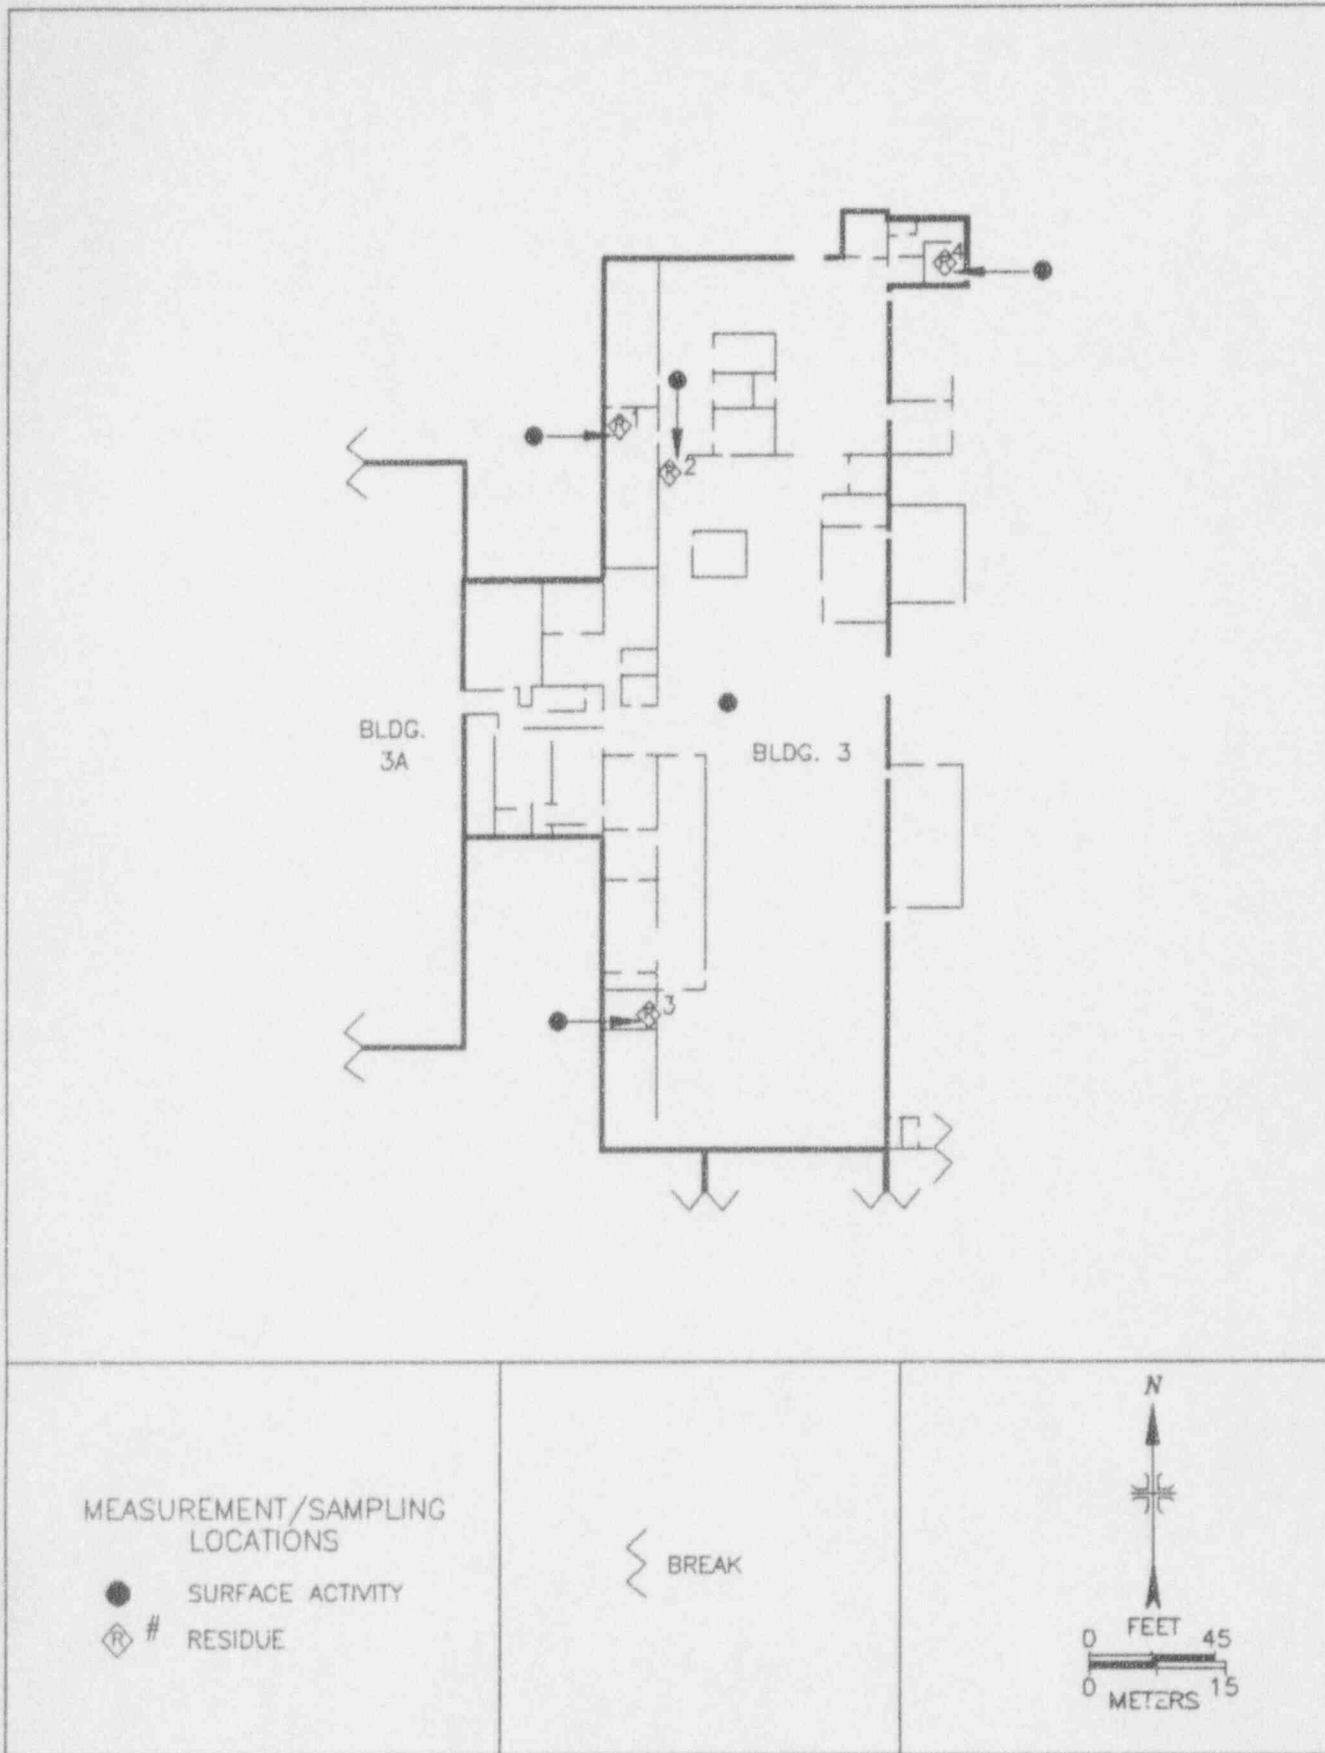 4
1
2
BLDG.
3A
BLDG. 3
3
MEASUREMENT/SAMPLING
LOCATIONS
SURFACE ACTIVITY
R # RESIDUE
BREAK
N
FEET
0 45
0 15
METERS